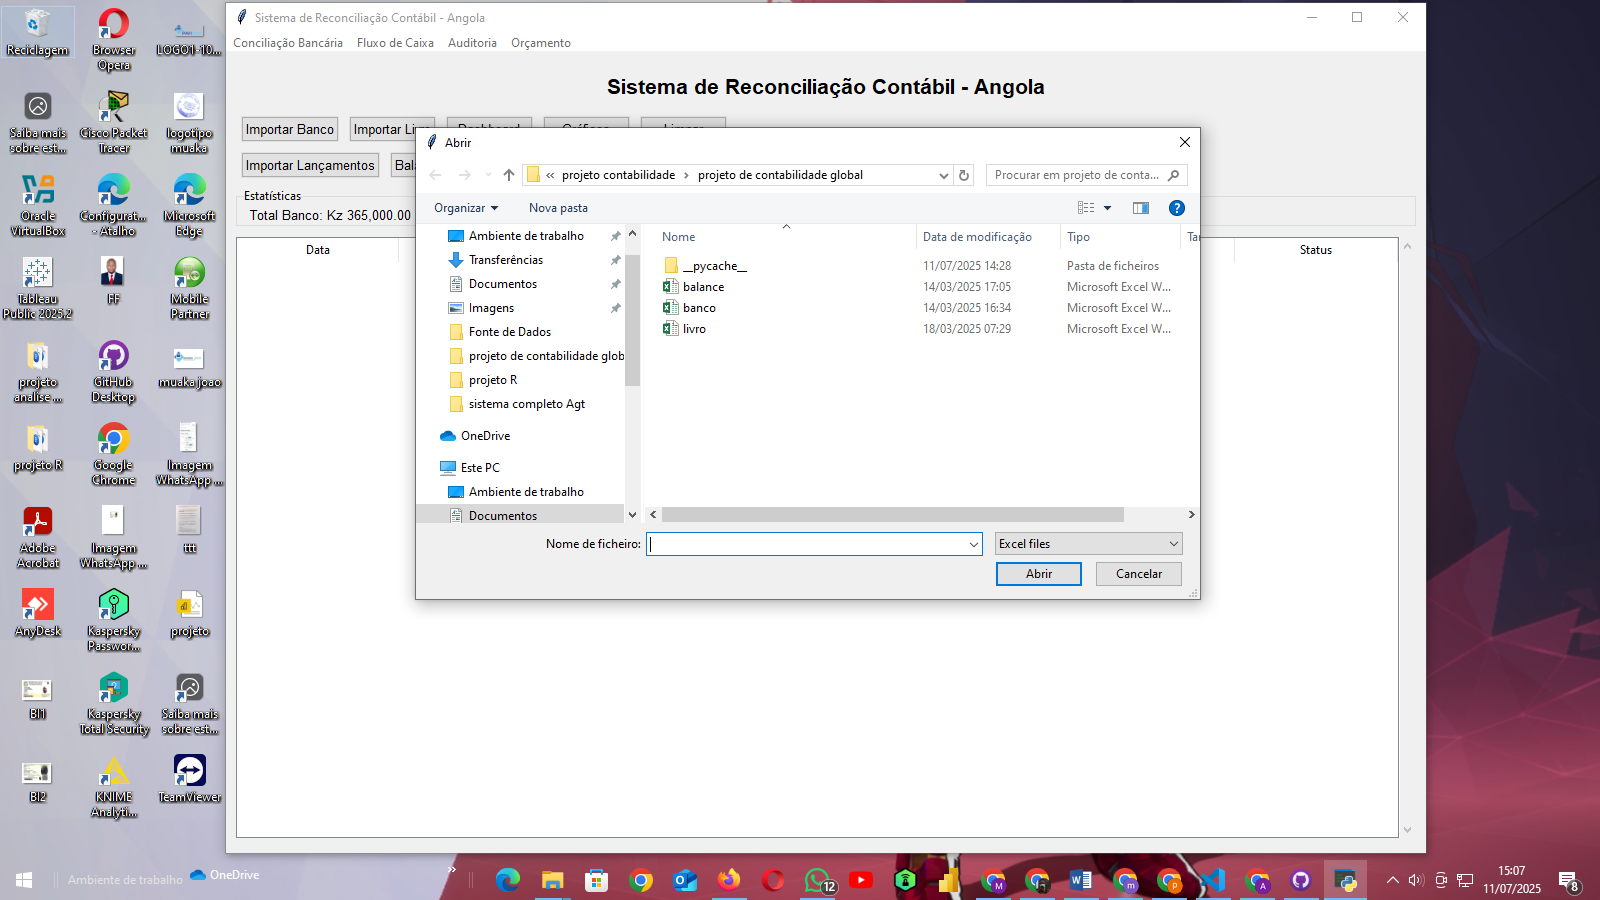 Reciclagem
Browser
Opera
LOGO1-10...
Saiba mais
sobre est...
Cisco Packet
Tracer
logotipo
muaka
Oracle
VirtualBox
Configurat...
- Atalho
Microsoft
Edge
Tableau
Public 2025.2
FF
Mobile
Partner
projeto
analise ...
GitHub
Desktop
muaka joao
projeto R
Google
Chrome
Imagem
WhatsApp ...
Adobe
Acrobat
Imagem
WhatsApp ...
ttt
AnyDesk
Kaspersky
Passwor...
projeto
BI1
Kaspersky
Total Security
Saiba mais
sobre est...
BI2
KNIME
Analyti...
TeamViewer
Sistema de Reconciliação Contábil - Angola
Conciliação Bancária Fluxo de Caixa Auditoria Orçamento
Sistema de Reconciliação Contábil - Angola
Importar Banco Importar Livro Dashboard Gráficos Limpar
Importar Lançamentos Bala
Estatísticas
Total Banco: Kz 365,000.00
Data Status
Abrir
« projeto contabilidade › projeto de contabilidade global
Procurar em projeto de conta...
Organizar Nova pasta
Ambiente de trabalho
Transferências
Documentos
Imagens
Fonte de Dados
projeto de contabilidade glob
projeto R
sistema completo Agt
OneDrive
Este PC
Ambiente de trabalho
Documentos
Nome Data de modificação Tipo Tar
__pycache__ 11/07/2025 14:28 Pasta de ficheiros
balance 14/03/2025 17:05 Microsoft Excel W...
banco 14/03/2025 16:34 Microsoft Excel W...
livro 18/03/2025 07:29 Microsoft Excel W...
Nome de ficheiro: Excel files
Abrir Cancelar
Ambiente de trabalho OneDrive »
12
15:07
11/07/2025
8